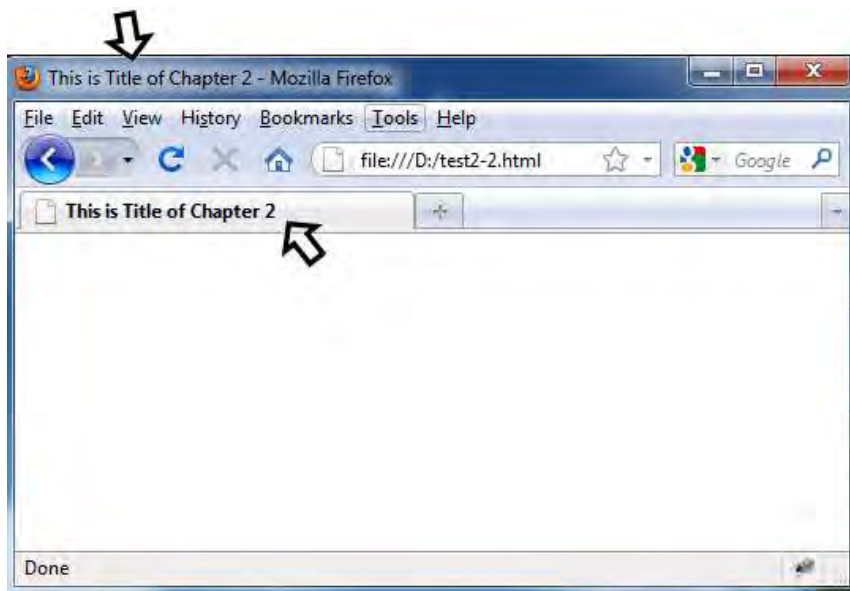 This is Title of Chapter 2 - Mozilla Firefox
File Edit View History Bookmarks Tools Help
file:///D:/test2-2.html Google
This is Title of Chapter 2
Done